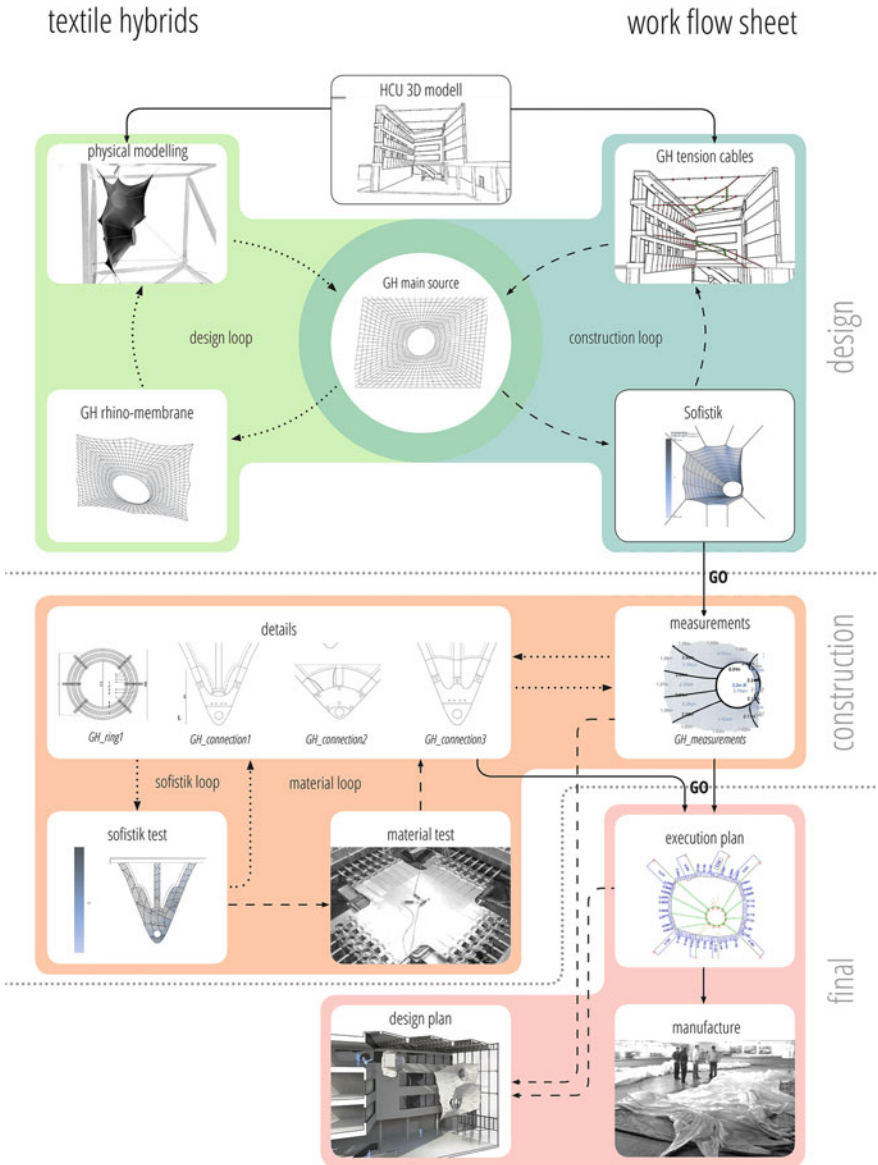 textile hybrids
work flow sheet
HCU 3D modell
physical modelling
GH tension cables
GH main source
design loop
construction loop
design
GH rhino-membrane
Sofistik
GO
details
measurements
GH_ring1
GH_connection1
GH_connection2
GH_connection3
GH_measurements
construction
sofistik loop
material loop
GO
sofistik test
material test
execution plan
final
design plan
manufacture